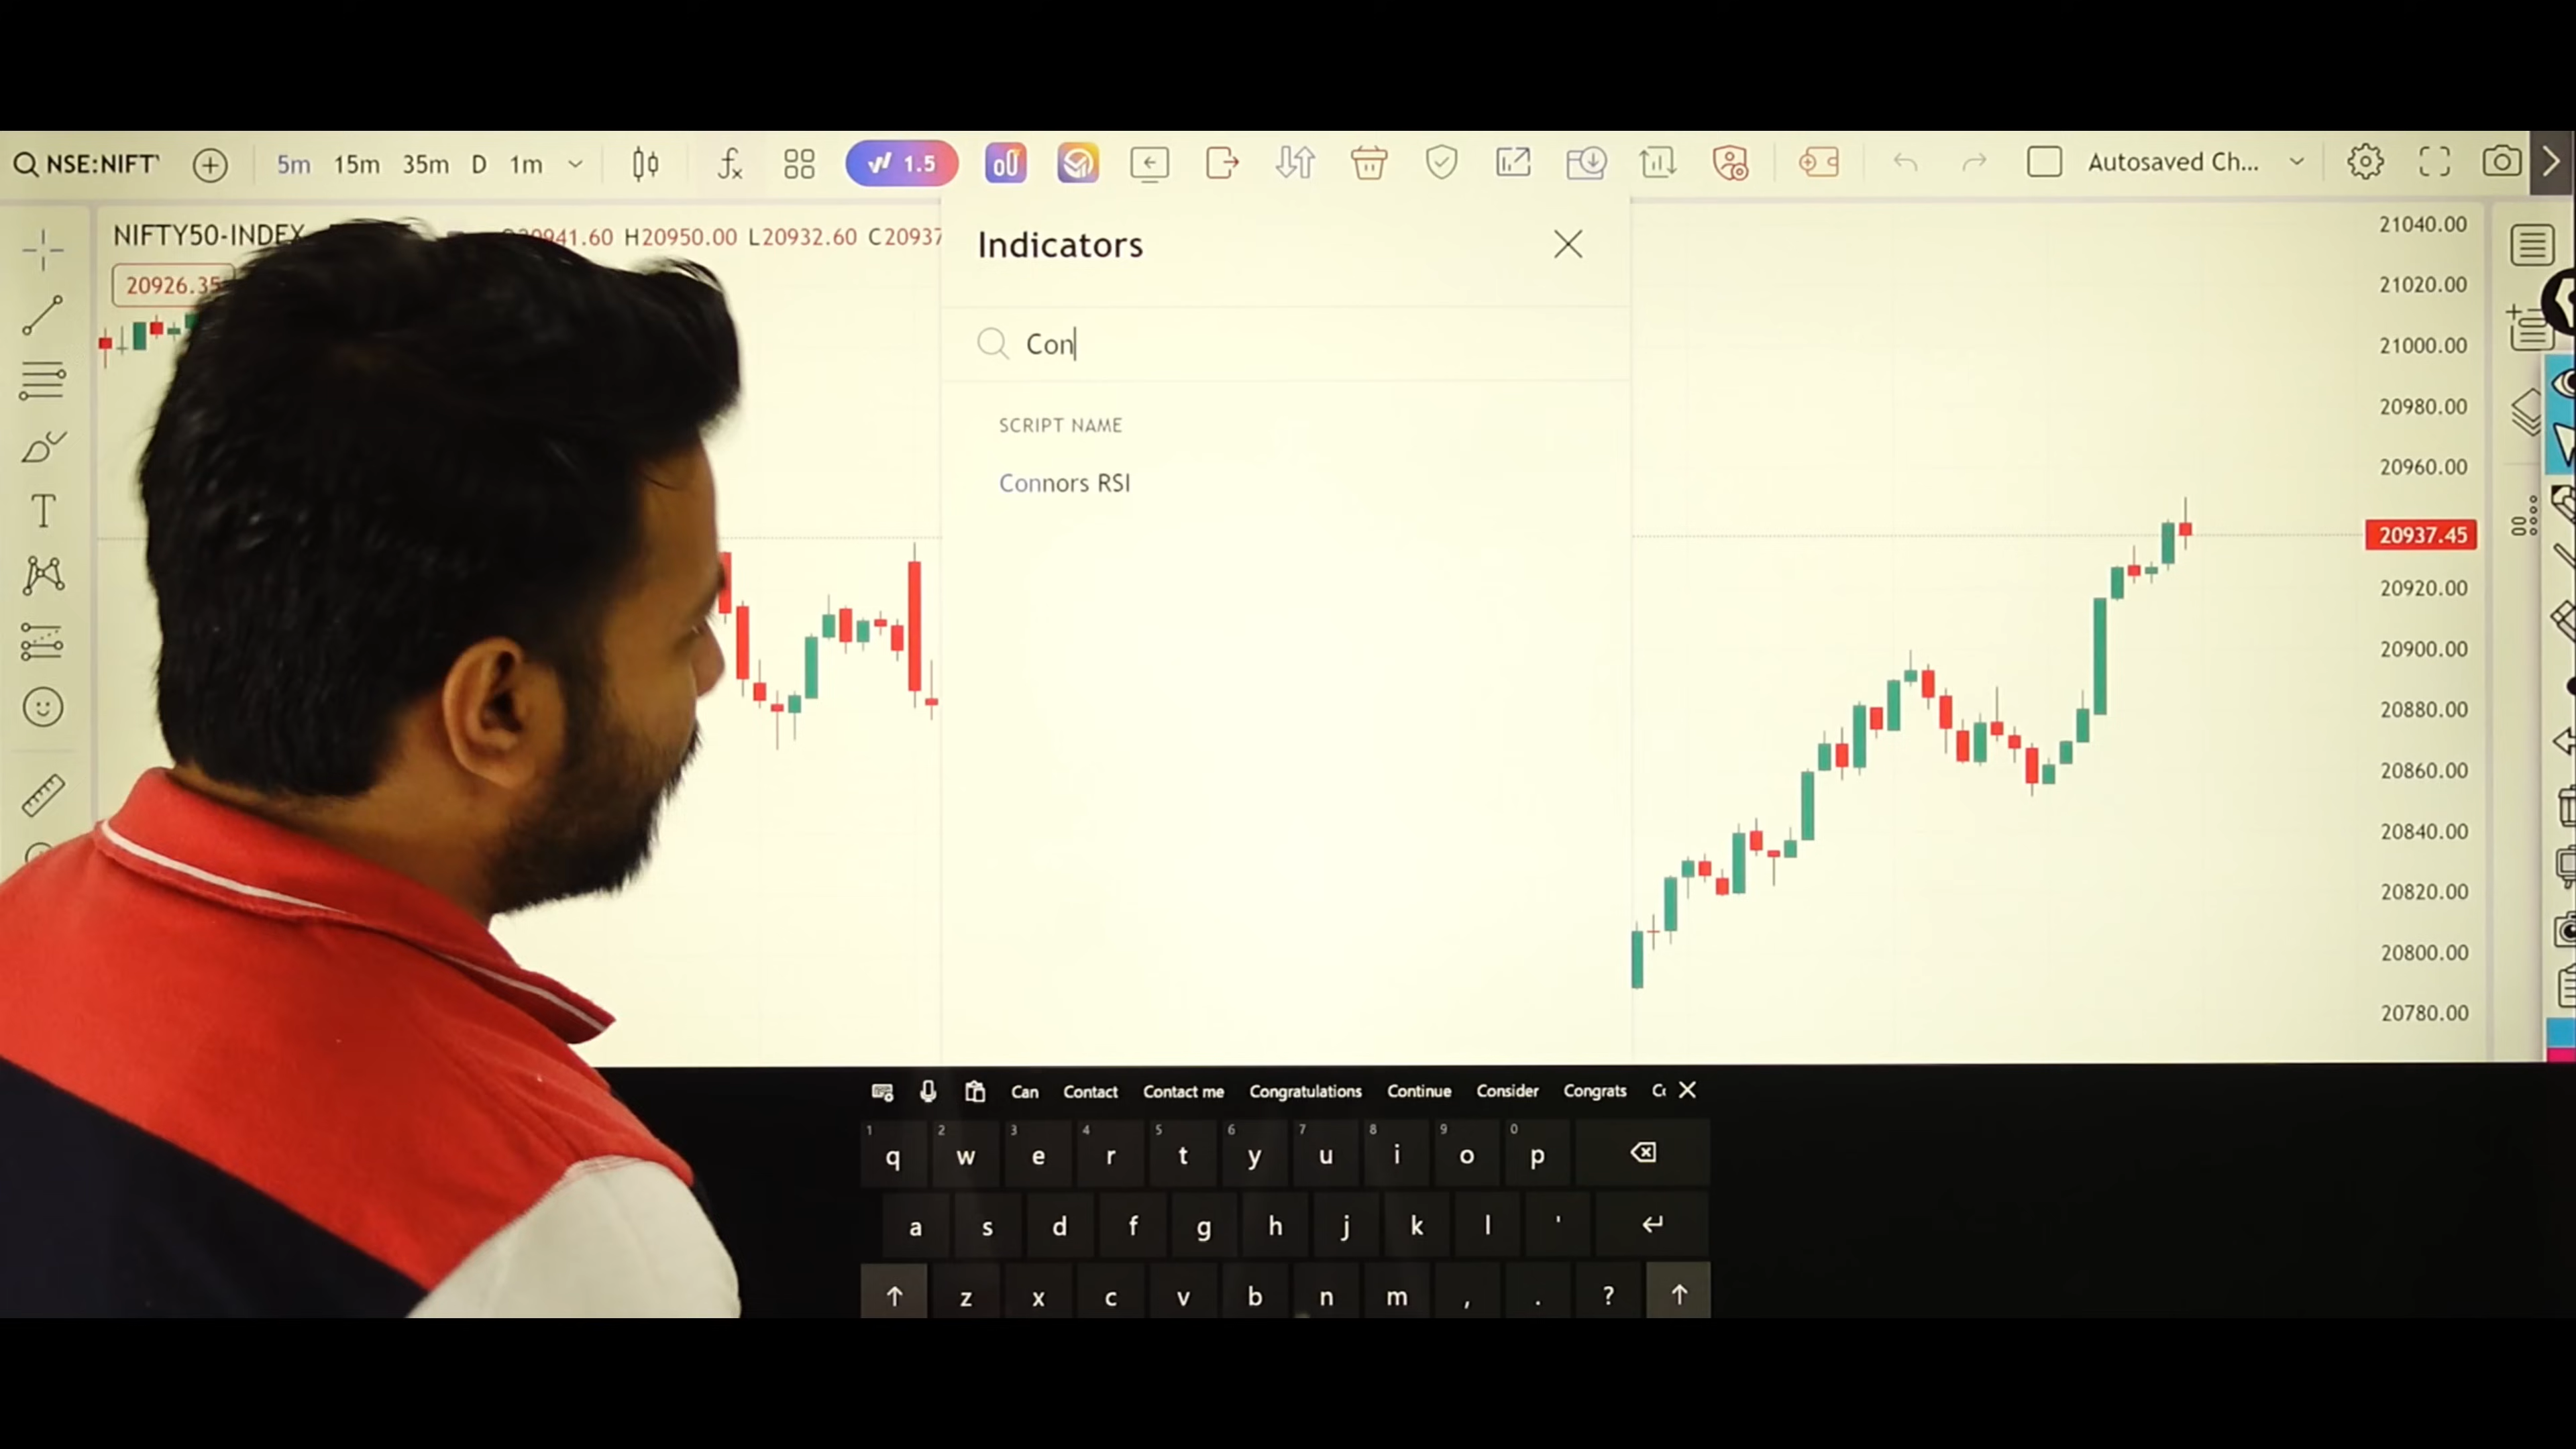 NSE:NIFTY
5m 15m 35m D 1m
1.5
Autosaved Ch...
NIFTY50-INDEX
O20941.60 H20950.00 L20932.60 C20937
20926.35
Indicators
Con
SCRIPT NAME
Connors RSI
21040.00
21020.00
21000.00
20980.00
20960.00
20937.45
20920.00
20900.00
20880.00
20860.00
20840.00
20820.00
20800.00
20780.00
Can Contact Contact me Congratulations Continue Consider Congrats
1 2 3 4 5 6 7 8 9 0
q w e r t y u i o p
a s d f g h j k l '
z x c v b n m , . ?